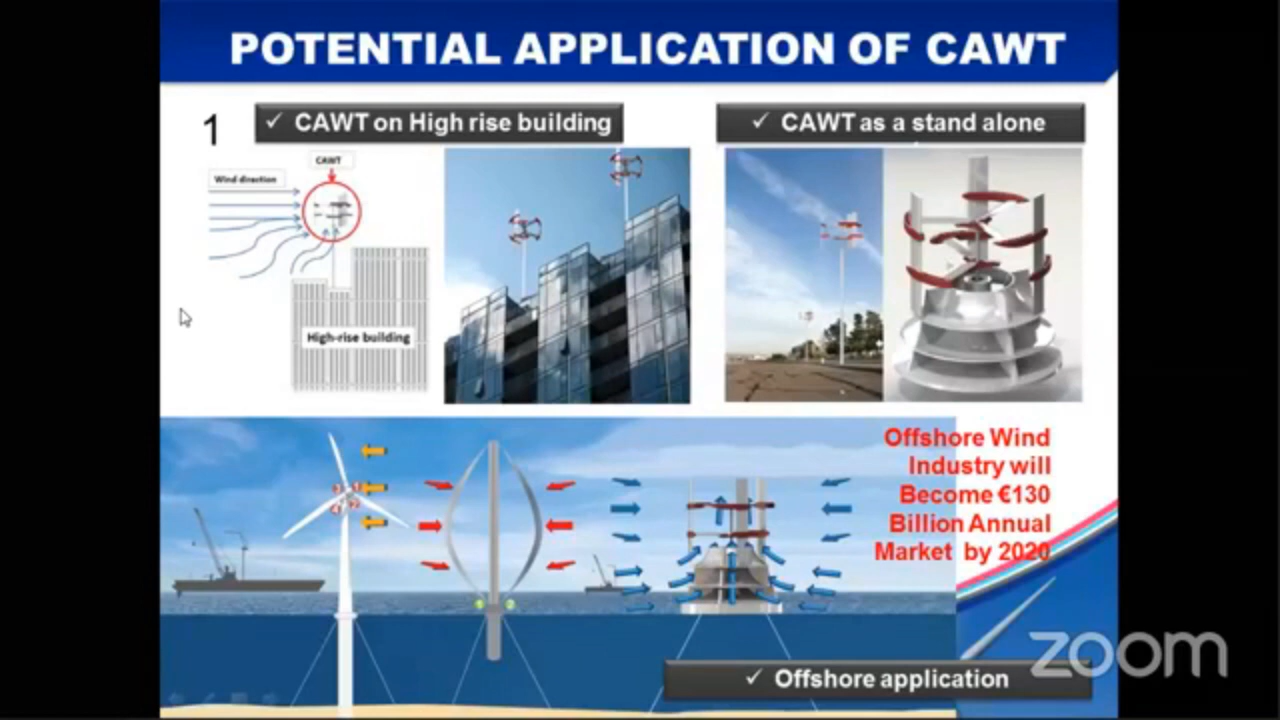 POTENTIAL APPLICATION OF CAWT
1
✓ CAWT on High rise building
✓ CAWT as a stand alone
CAWT
Wind direction
High-rise building
Offshore Wind
Industry will
Become €130
Billion Annual
Market by 2020
zoom
✓ Offshore application